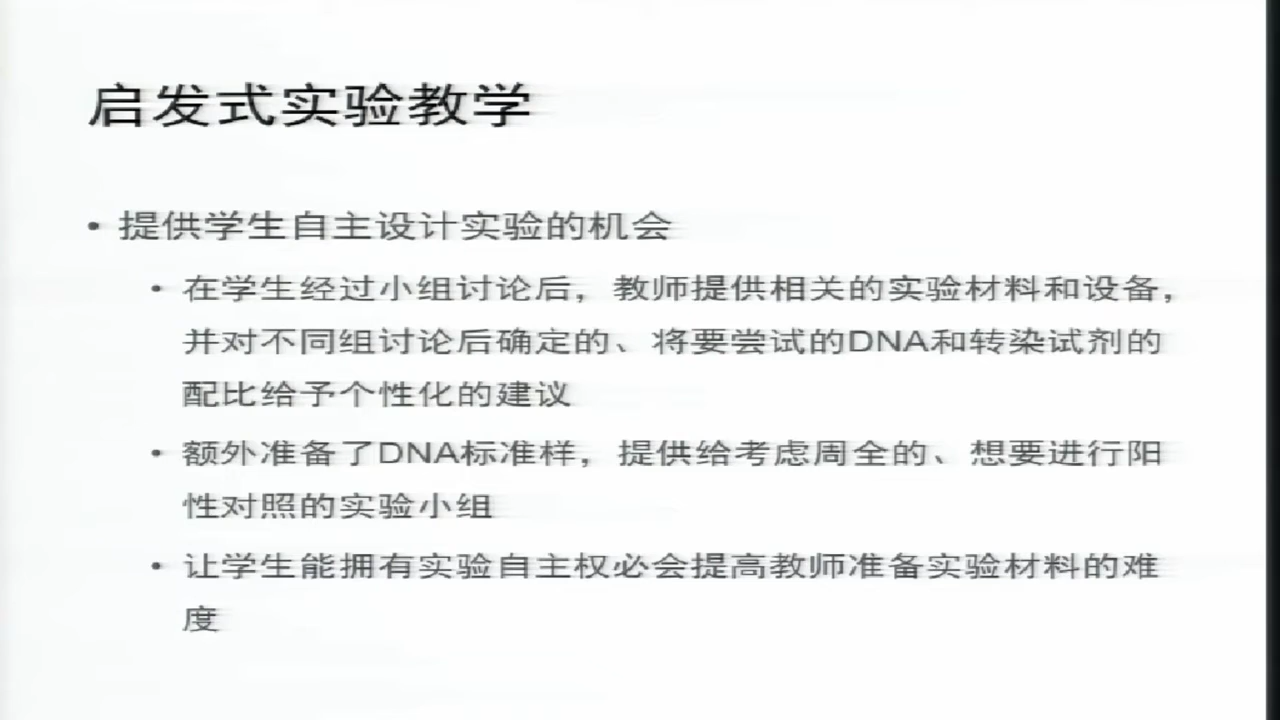 启发式实验教学
• 提供学生自主设计实验的机会
• 在学生经过小组讨论后，教师提供相关的实验材料和设备，
并对不同组讨论后确定的、将要尝试的DNA和转染试剂的
配比给予个性化的建议
• 额外准备了DNA标准样，提供给考虑周全的、想要进行阳
性对照的实验小组
• 让学生能拥有实验自主权必会提高教师准备实验材料的难
度